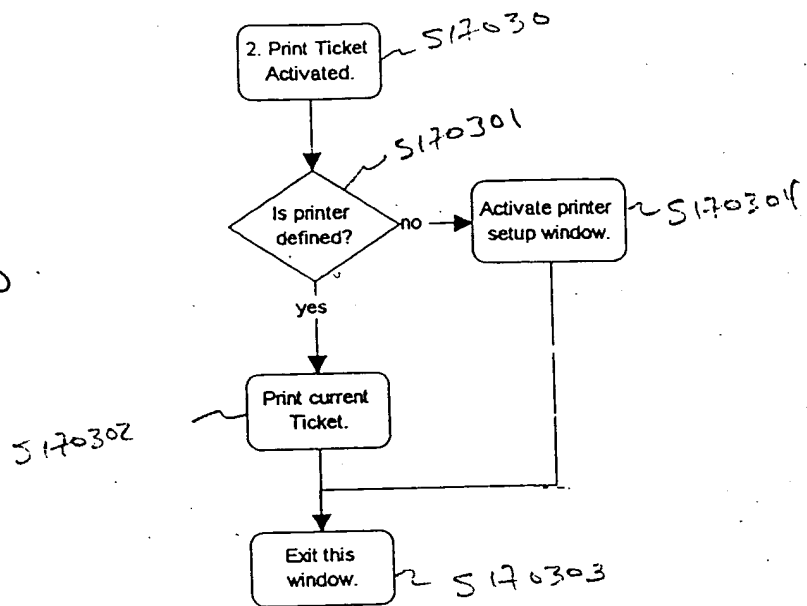 2. Print Ticket
Activated.
S17030
S170301
Is printer
defined?
no
Activate printer
setup window.
S170304
yes
Print current
Ticket.
S170302
Exit this
window.
S170303